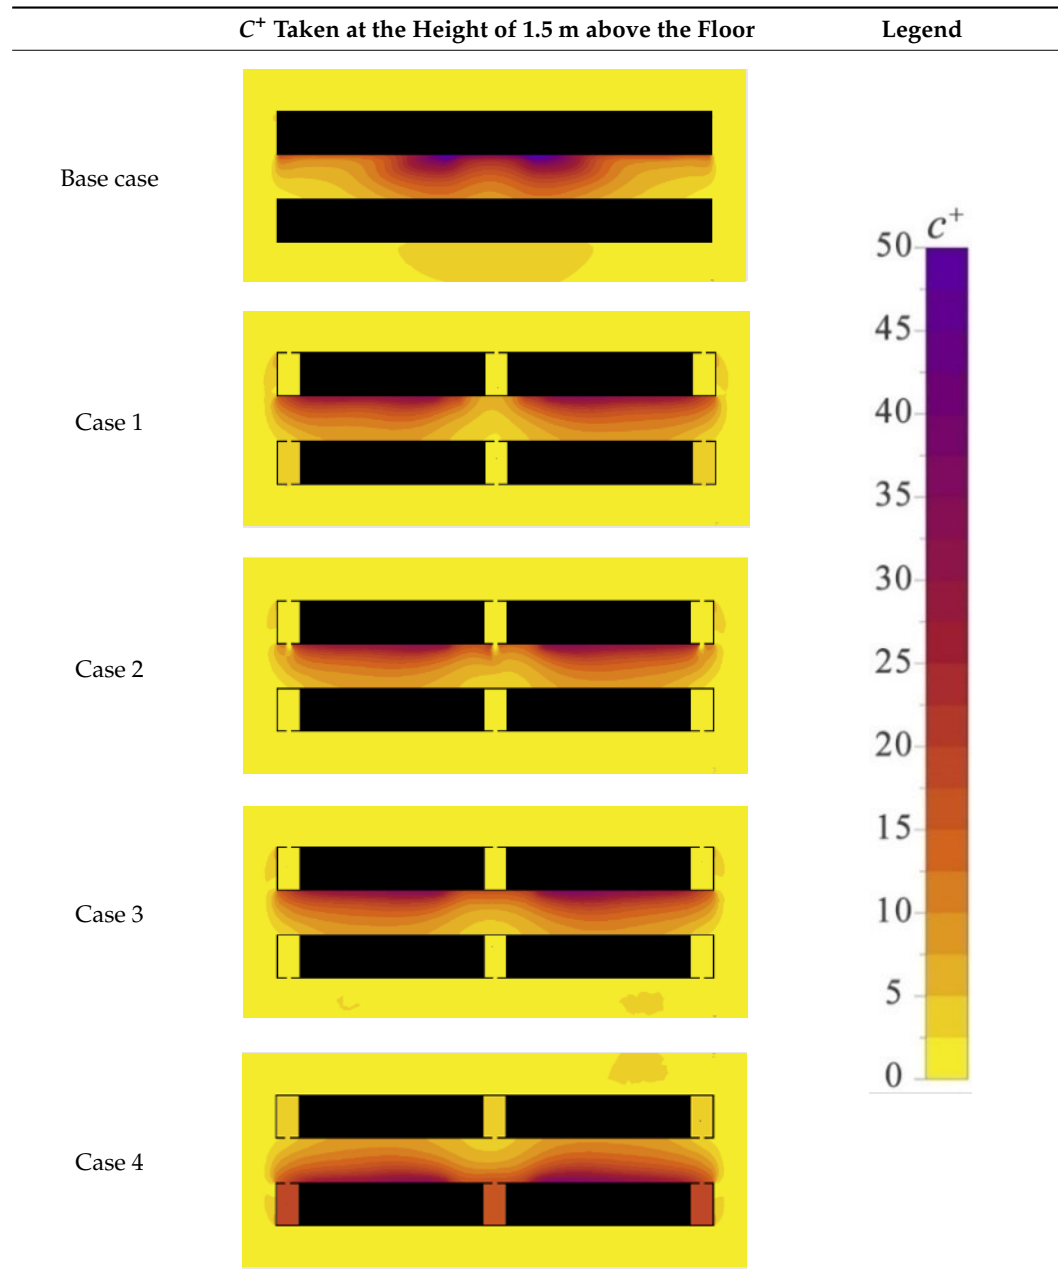 C⁺ Taken at the Height of 1.5 m above the Floor
Legend
Base case
Case 1
Case 2
Case 3
Case 4
c⁺
50
45
40
35
30
25
20
15
10
5
0